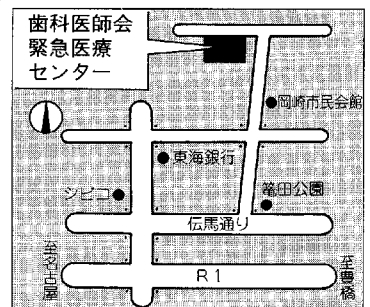 歯科医師会
緊急医療
センター
岡崎市民会館
東海銀行
シビコ
篭田公園
伝馬通り
至名古屋
R1
至豊橋